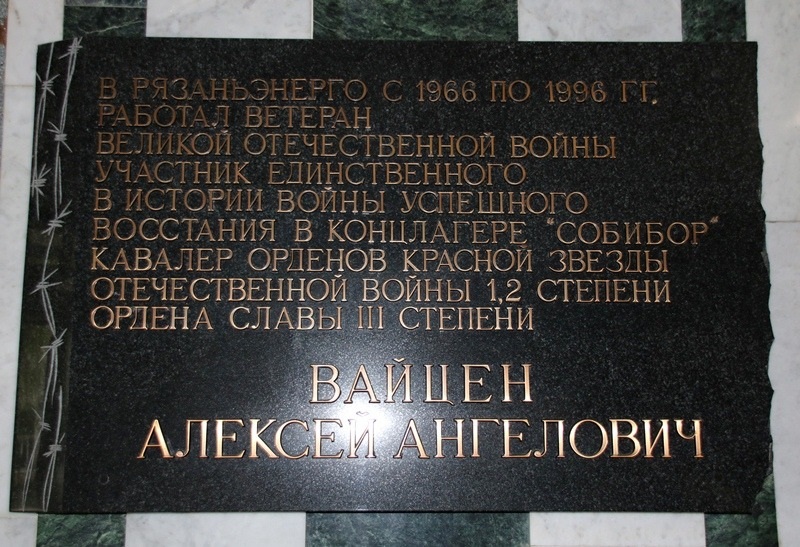 В РЯЗАНЬЭНЕРГО С 1966 ПО 1996 ГГ.
РАБОТАЛ ВЕТЕРАН
ВЕЛИКОЙ ОТЕЧЕСТВЕННОЙ ВОЙНЫ
УЧАСТНИК ЕДИНСТВЕННОГО
В ИСТОРИИ ВОЙНЫ УСПЕШНОГО
ВОССТАНИЯ В КОНЦЛАГЕРЕ "СОБИБОР"
КАВАЛЕР ОРДЕНОВ КРАСНОЙ ЗВЕЗДЫ
ОТЕЧЕСТВЕННОЙ ВОЙНЫ 1,2 СТЕПЕНИ
ОРДЕНА СЛАВЫ III СТЕПЕНИ
ВАЙЦЕН
АЛЕКСЕЙ АНГЕЛОВИЧ